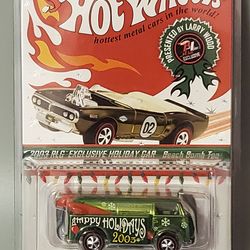 HOT WHEELS
hottest metal cars in the world!
PRESENTED BY LARRY WOOD
02
2003 RLC EXCLUSIVE HOLIDAY CAR Beach Bomb Too
HAPPY HOLIDAYS
2003